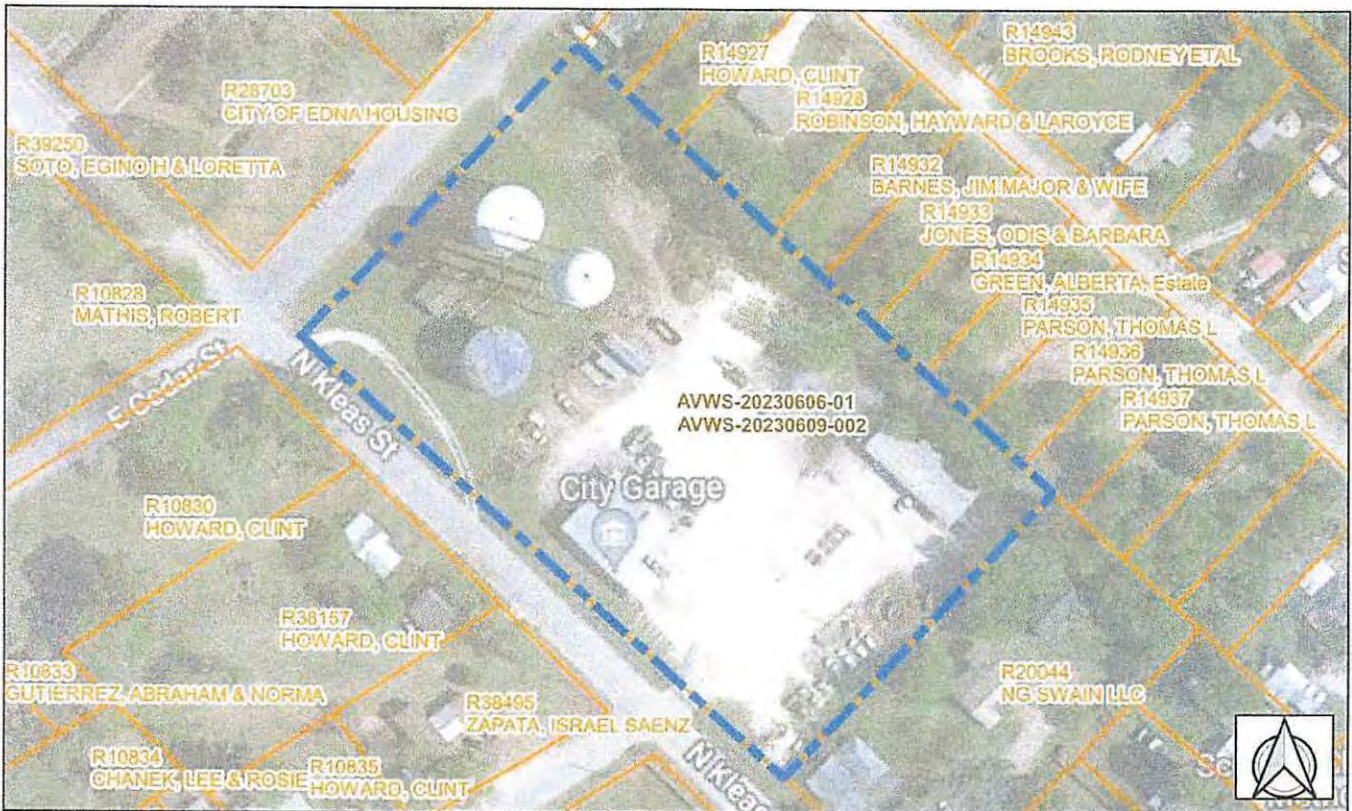 R14927
HOWARD, CLINT
R14943
BROOKS, RODNEY ETAL
R28703
CITY OF EDNA HOUSING
R14928
ROBINSON, HAYWARD & LAROYCE
R39250
SOTO, EGINO H & LORETTA
R14932
BARNES, JIM MAJOR & WIFE
R14933
JONES, ODIS & BARBARA
R14934
GREEN, ALBERTA, Estate
R10828
MATHIS, ROBERT
R14935
PARSON, THOMAS L
R14936
PARSON, THOMAS L
R14937
PARSON, THOMAS L
E Cedar St
N Kleas St
AVWS-20230606-01
AVWS-20230609-002
City Garage
R10830
HOWARD, CLINT
R38157
HOWARD, CLINT
R10833
GUTIERREZ, ABRAHAM & NORMA
R20044
NG SWAIN LLC
R38495
ZAPATA, ISRAEL SAENZ
R10834
CHANEK, LEE & ROSIE
R10835
HOWARD, CLINT
N Kleas